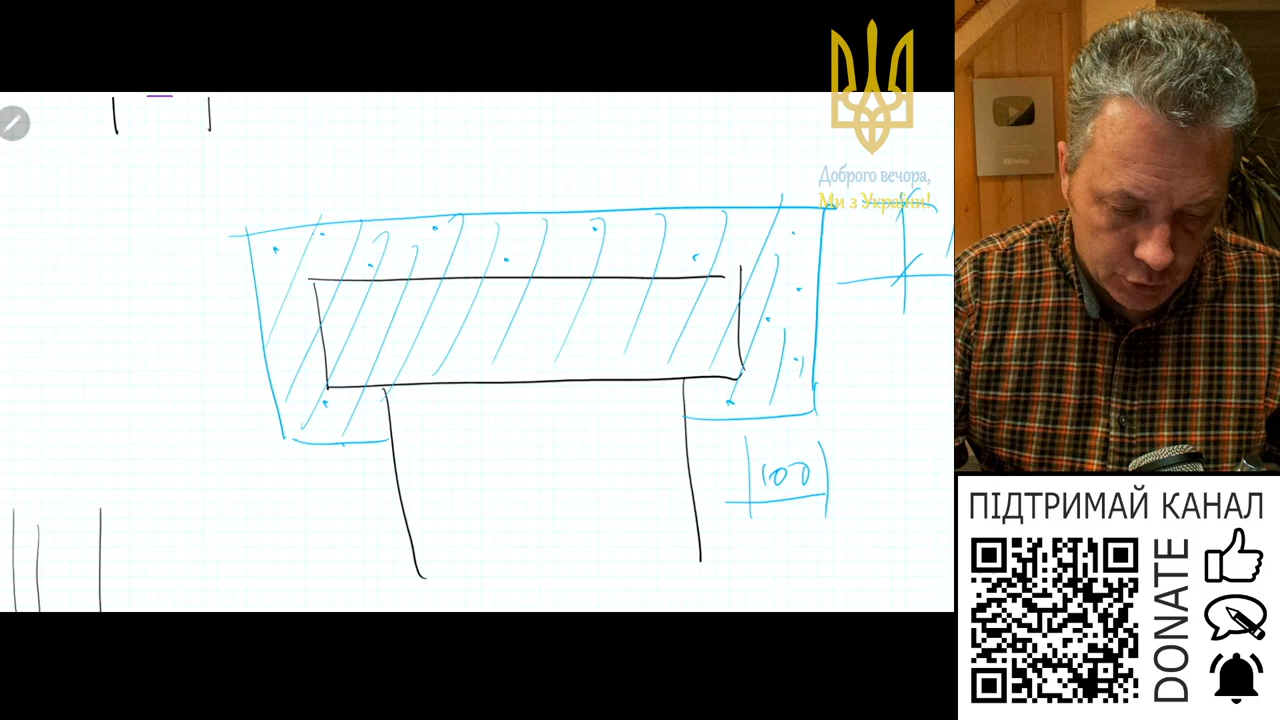 Доброго вечора,
Ми з України!
100
ПІДТРИМАЙ КАНАЛ
DONATE